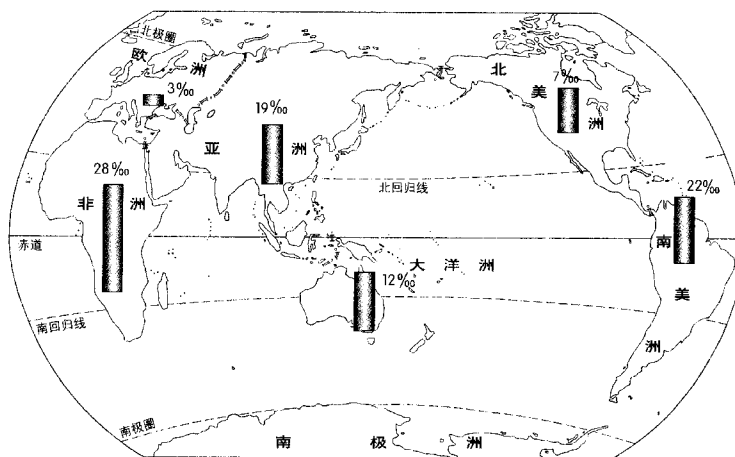 北极圈
欧洲
3‰
亚洲
19‰
北美洲
7‰
非洲
28‰
北回归线
22‰
赤道
南美洲
大洋洲
12‰
南回归线
南极圈
南极洲